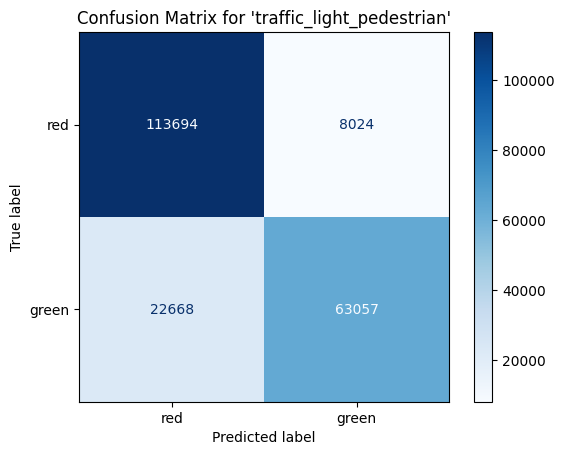 Confusion Matrix for 'traffic_light_pedestrian'
True label
red
113694 8024
green
22668 63057
red green
Predicted label
100000
80000
60000
40000
20000